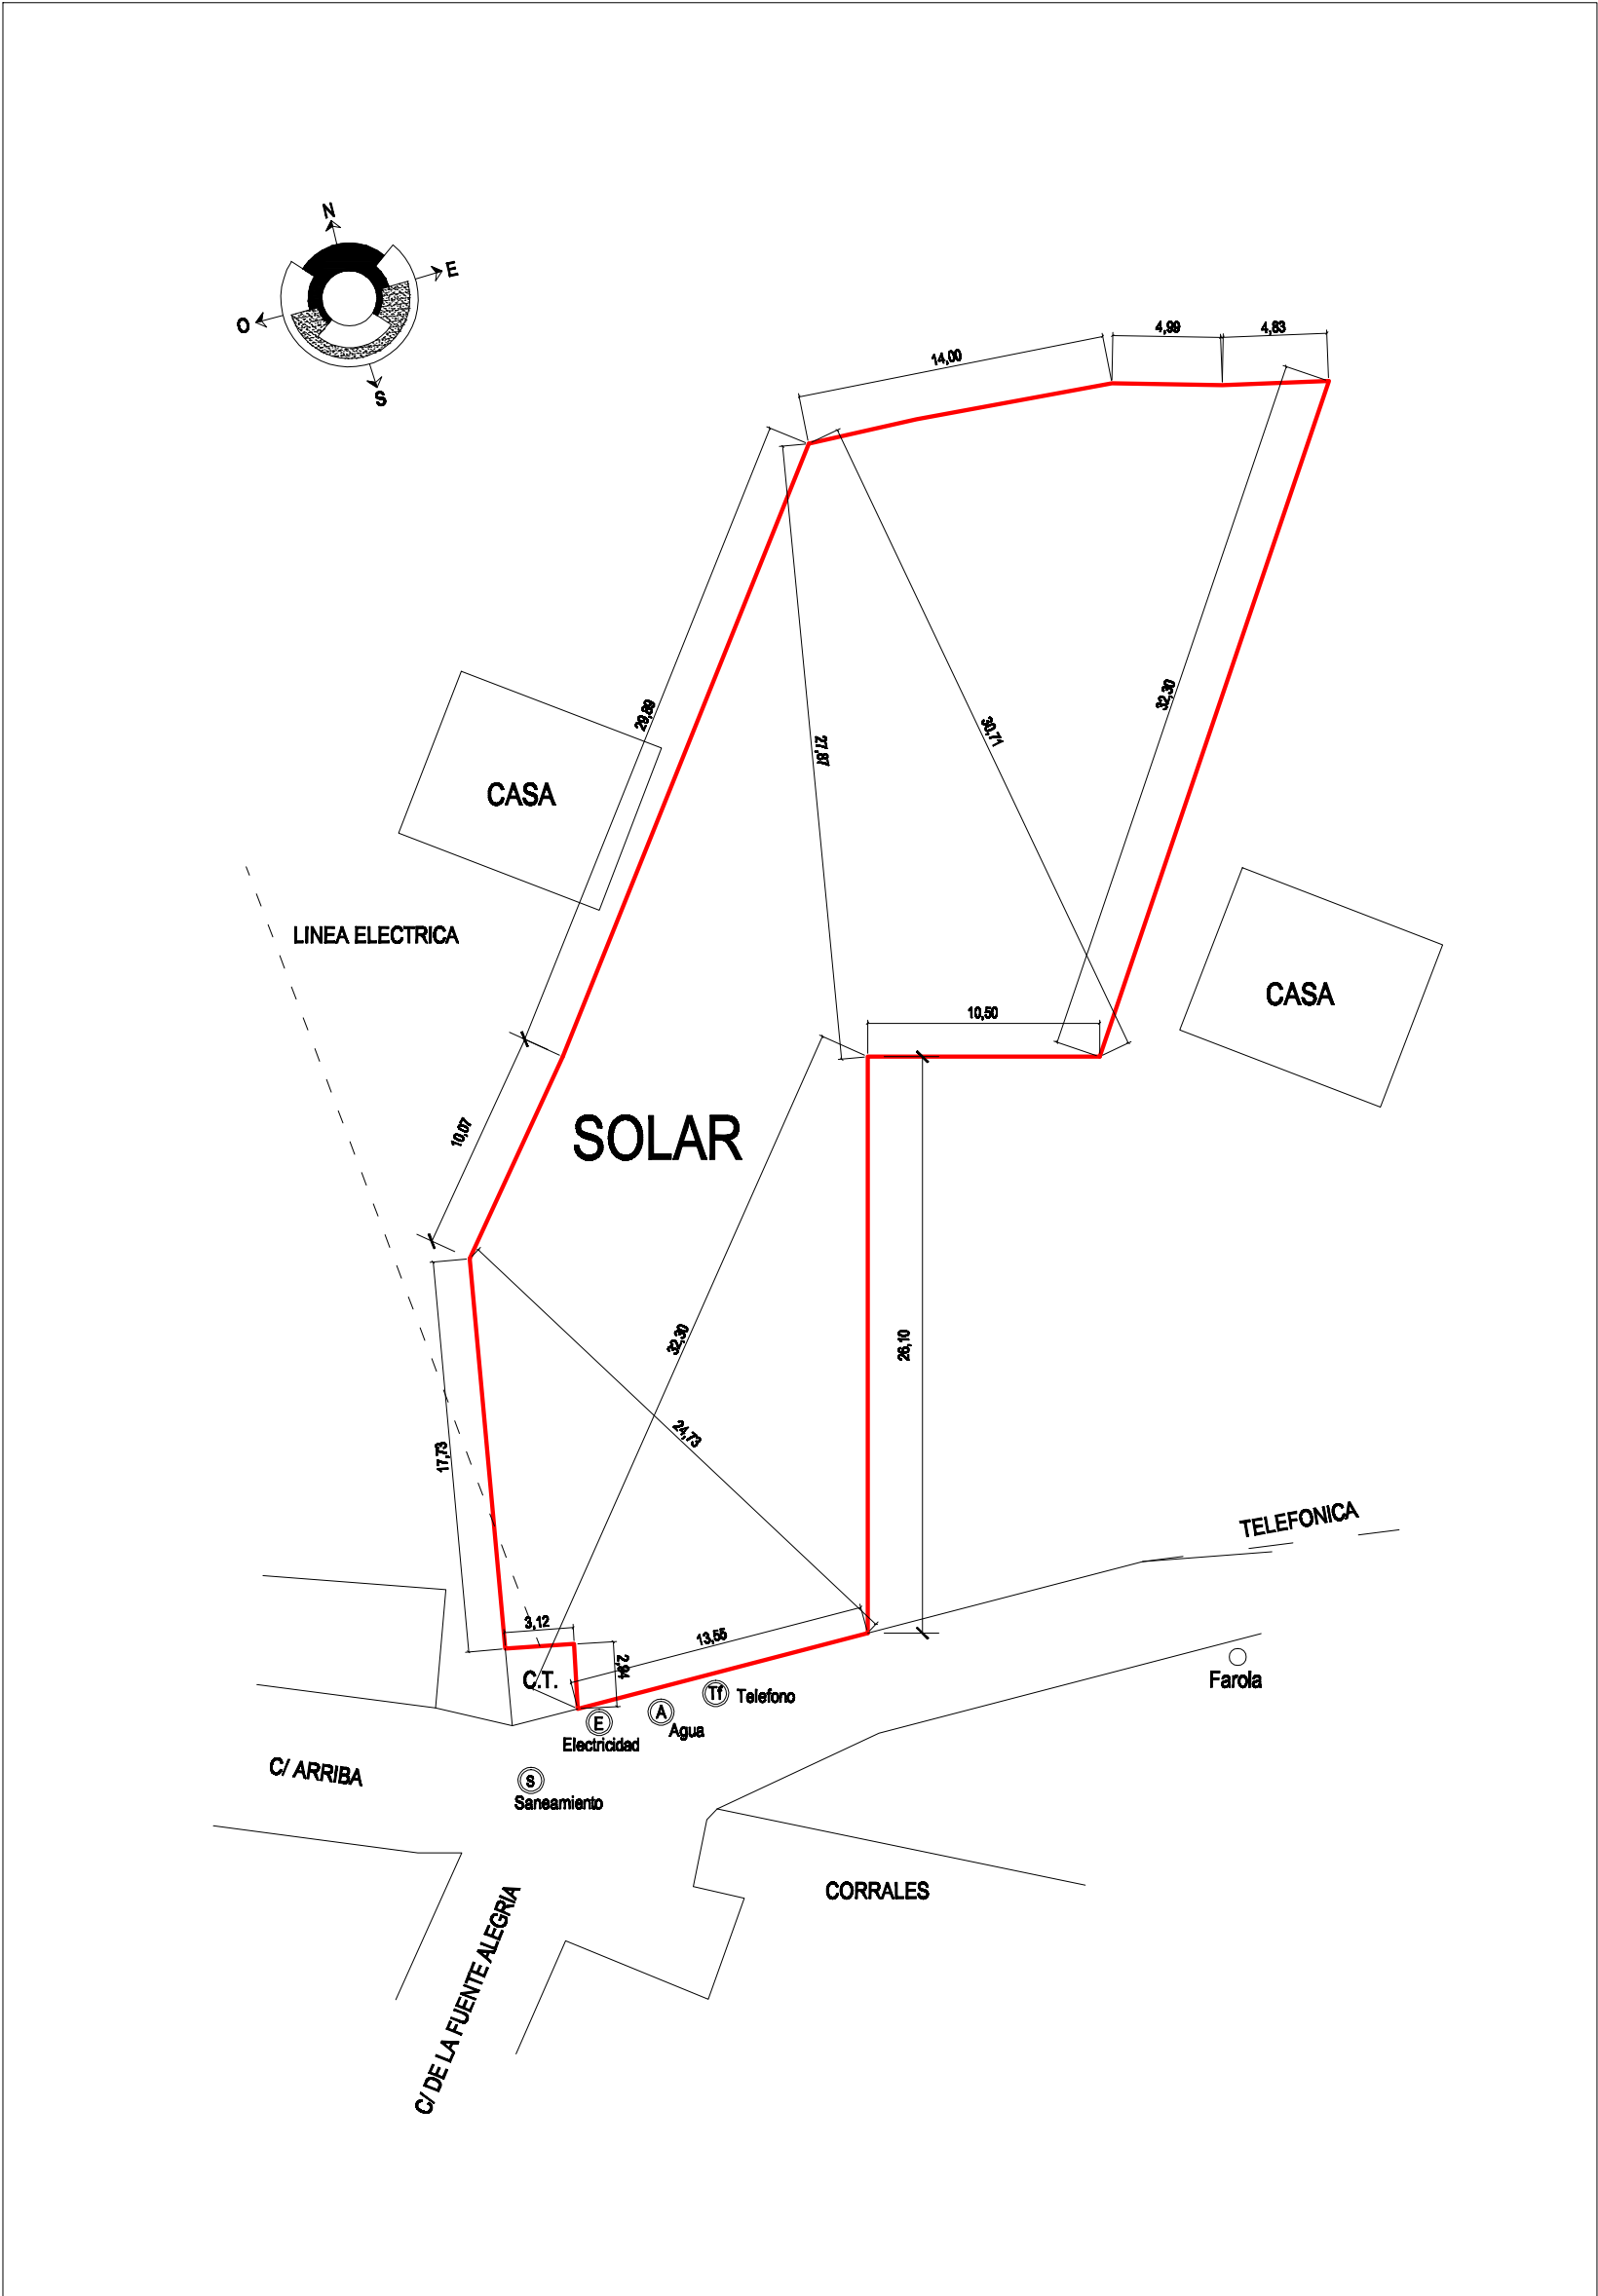 N
E
O
S
4,99
4,83
14,00
29,89
32,30
30,71
27,87
CASA
LINEA ELECTRICA
CASA
10,50
10,07
SOLAR
32,30
26,10
24,73
17,73
TELEFONICA
3,12
13,55
2,94
C.T.
Tf
Telefono
Farola
A
Agua
E
Electricidad
C/ ARRIBA
S
Saneamiento
CORRALES
C/ DE LA FUENTE ALEGRIA